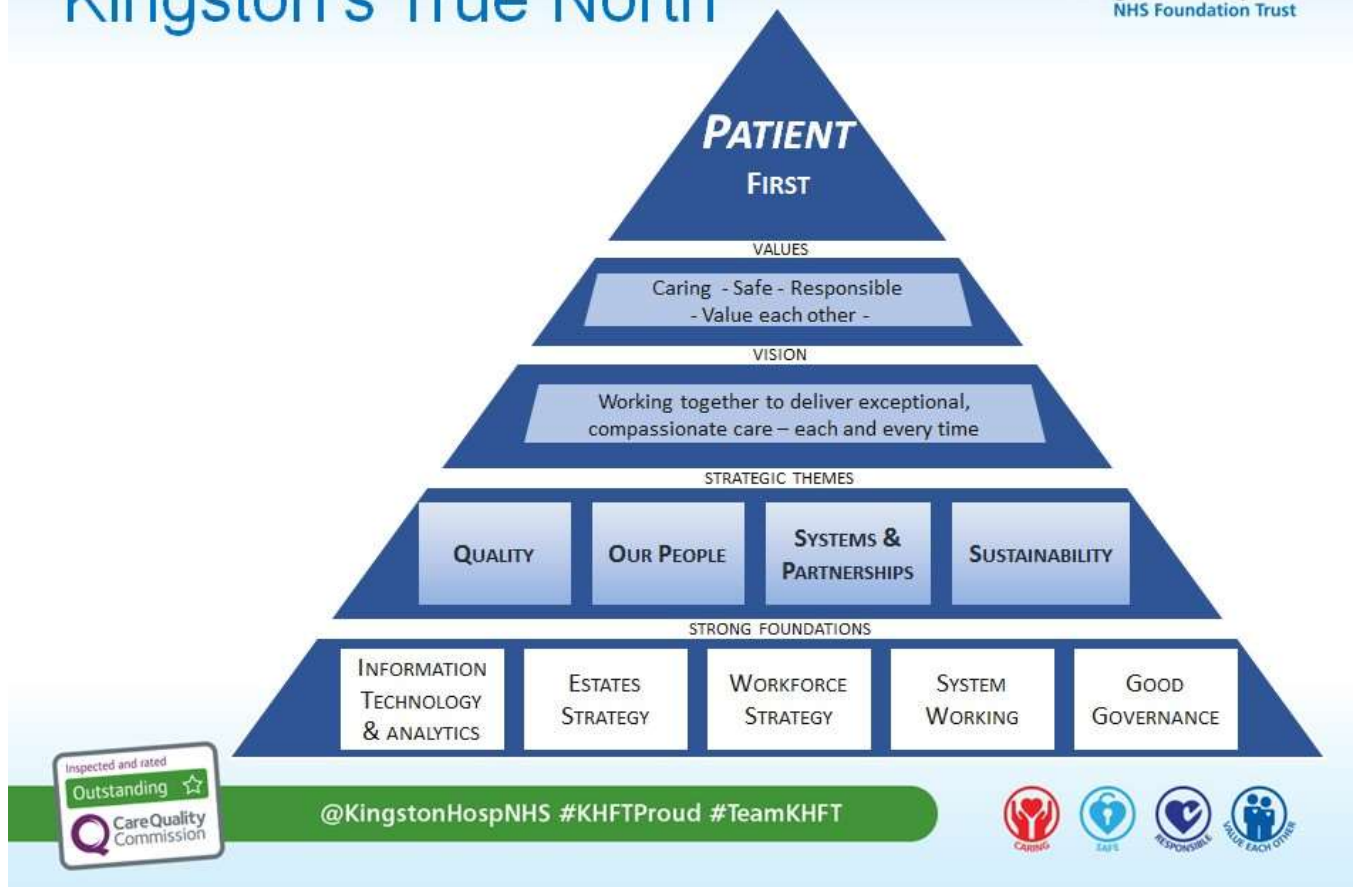 Kingston's True North
NHS Foundation Trust
PATIENT
FIRST
VALUES
Caring - Safe - Responsible
- Value each other -
VISION
Working together to deliver exceptional,
compassionate care – each and every time
STRATEGIC THEMES
QUALITY
OUR PEOPLE
SYSTEMS &
PARTNERSHIPS
SUSTAINABILITY
STRONG FOUNDATIONS
INFORMATION
TECHNOLOGY
& ANALYTICS
ESTATES
STRATEGY
WORKFORCE
STRATEGY
SYSTEM
WORKING
GOOD
GOVERNANCE
Inspected and rated
Outstanding
CareQuality
Commission
@KingstonHospNHS #KHFTProud #TeamKHFT
CARING
SAFE
RESPONSIBLE
VALUE EACH OTHER